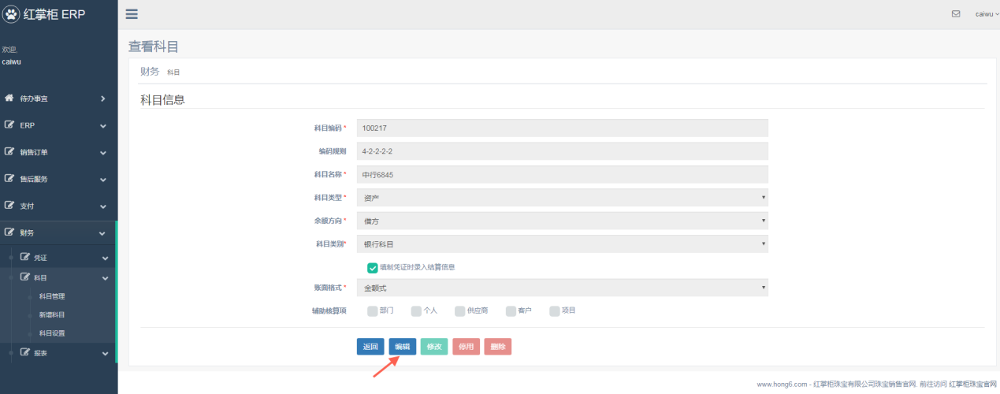 红掌柜 ERP
caiwu
欢迎,
caiwu
查看科目
财务 科目
科目信息
待办事宜
ERP
销售订单
售后服务
支付
财务
凭证
科目
科目管理
新增科目
科目设置
报表
科目编码 * 100217
编码规则 4-2-2-2-2
科目名称 * 中行6845
科目类型 * 资产
余额方向 * 借方
科目类别* 银行科目
填制凭证时录入结算信息
账面格式 * 金额式
辅助核算项 部门 个人 供应商 客户 项目
返回 编辑 修改 停用 删除
www.hong6.com - 红掌柜珠宝有限公司珠宝销售官网. 前往访问 红掌柜珠宝官网